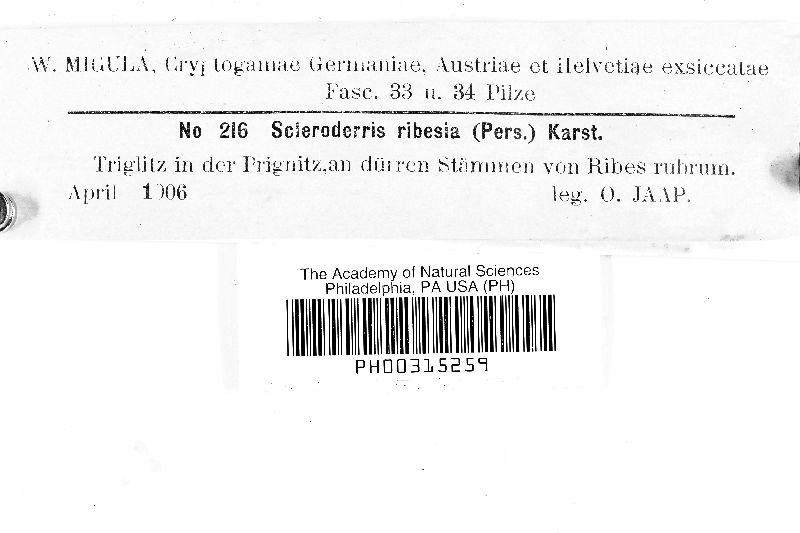 W. MIGULA, Cryptogamae Germaniae, Austriae et Helvetiae exsiccatae
Fasc. 33 u. 34 Pilze
No 216 Scleroderris ribesia (Pers.) Karst.
Triglitz in der Prignitz, an dürren Stämmen von Ribes rubrum.
April 1906 leg. O. JAAP.
The Academy of Natural Sciences
Philadelphia, PA USA (PH)
PH00315259